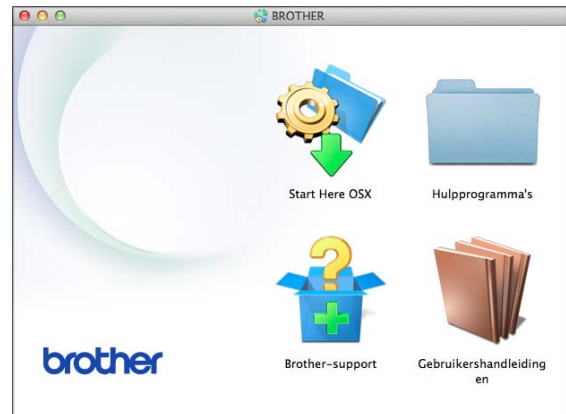 BROTHER
Start Here OSX
Hulpprogramma's
Brother-support
Gebruikershandleiding
en
brother